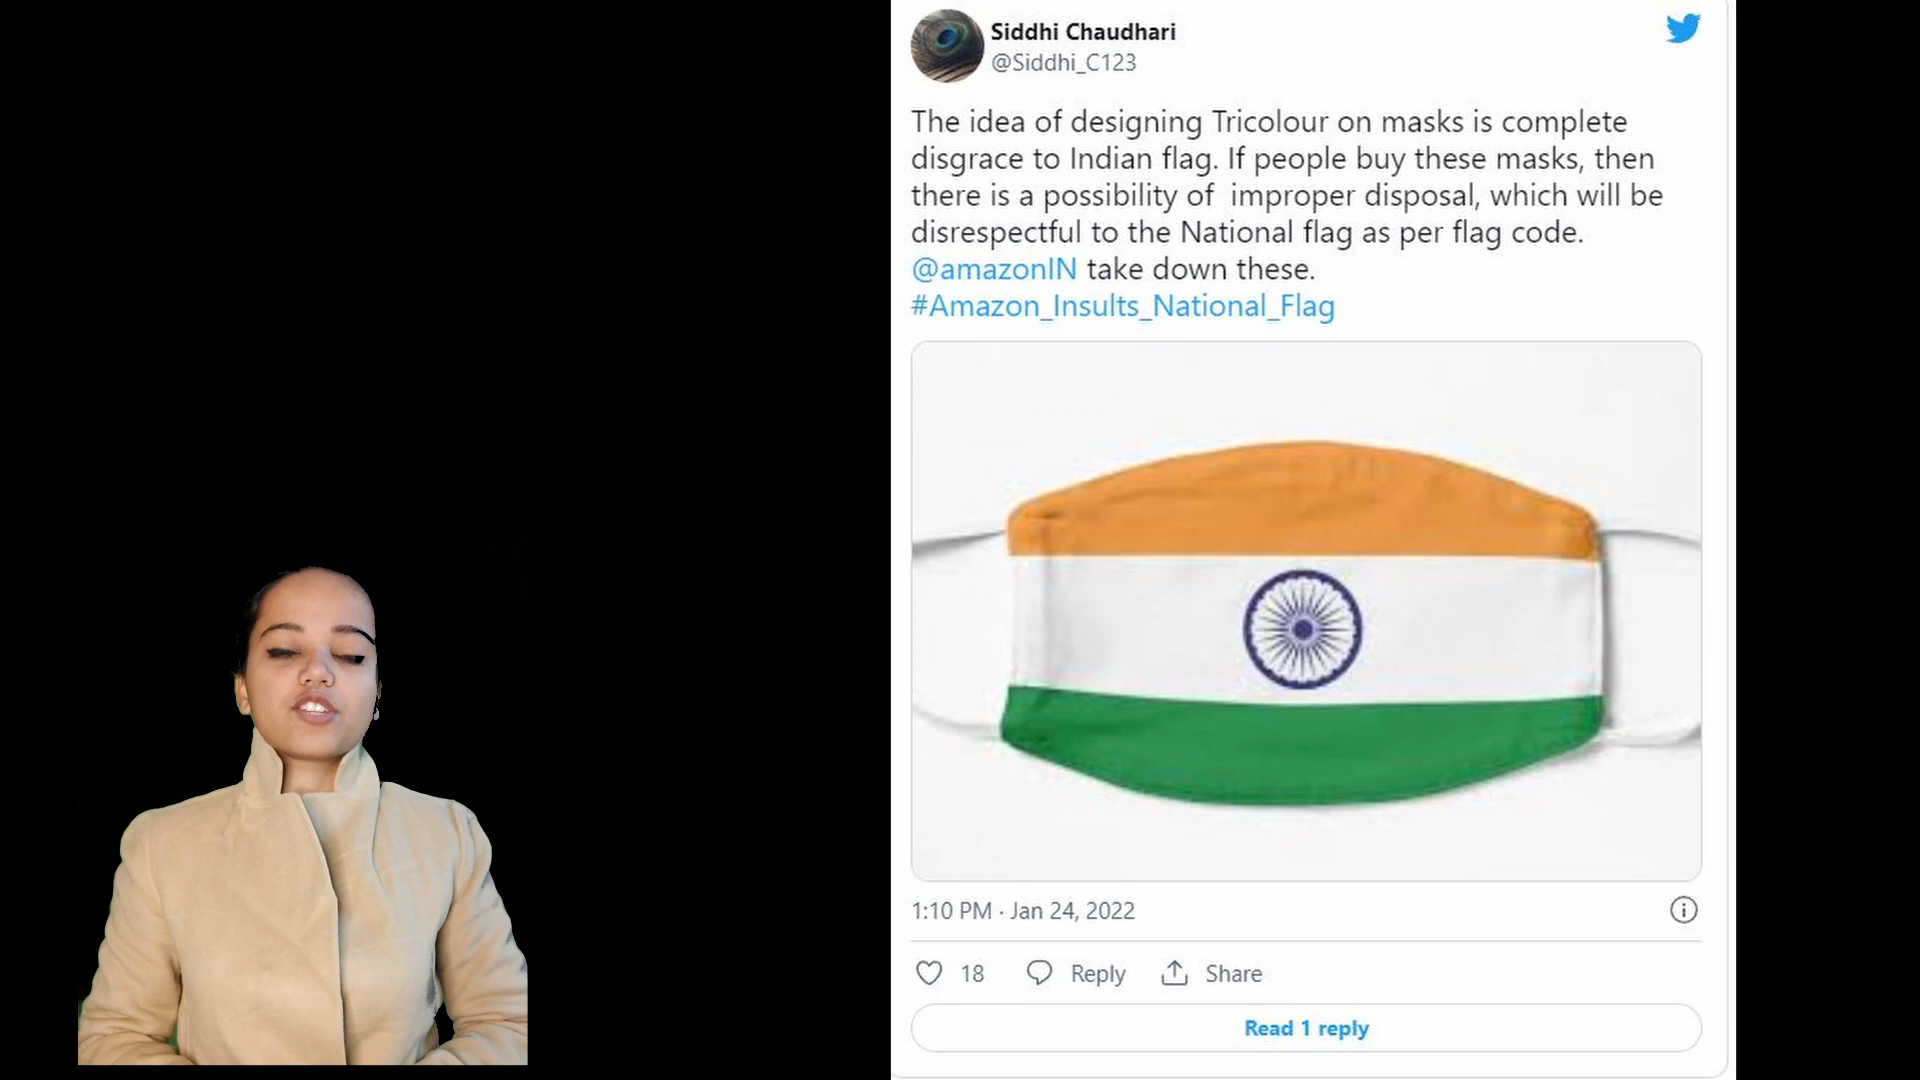 Siddhi Chaudhari
@Siddhi_C123
The idea of designing Tricolour on masks is complete
disgrace to Indian flag. If people buy these masks, then
there is a possibility of  improper disposal, which will be
disrespectful to the National flag as per flag code.
@amazonIN take down these.
#Amazon_Insults_National_Flag
1:10 PM · Jan 24, 2022
18 Reply Share
Read 1 reply